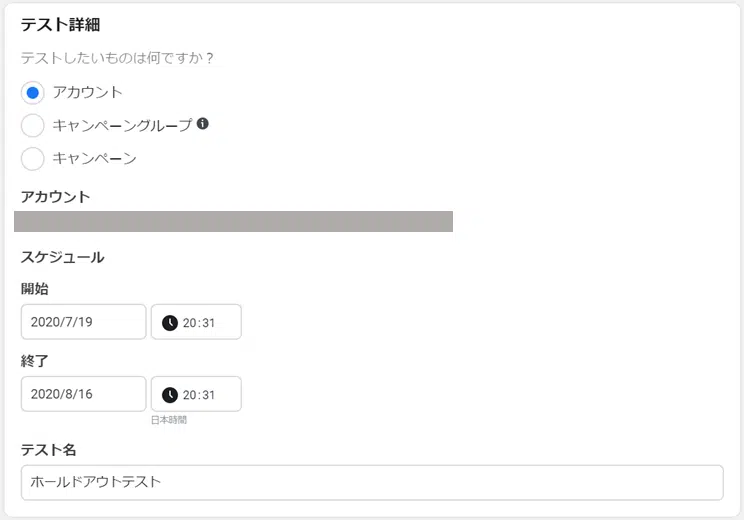 テスト詳細
テストしたいものは何ですか？
アカウント
キャンペーングループ
キャンペーン
アカウント
スケジュール
開始
2020/7/19 20:31
終了
2020/8/16 20:31
日本時間
テスト名
ホールドアウトテスト